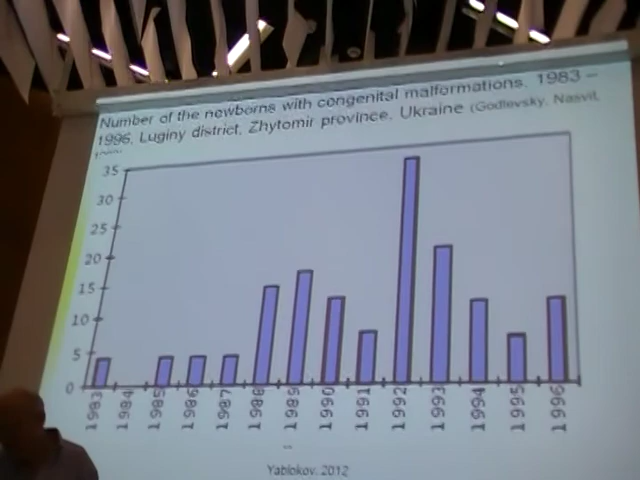 Number of the newborns with congenital malformations. 1983 –
1996. Luginy district, Zhytomir province. Ukraine (Godlevsky, Nasvit,
35
30
25
20
15
10
5
0
1983 1984 1985 1986 1987 1988 1989 1990 1991 1992 1993 1994 1995 1996
Yablokov, 2012